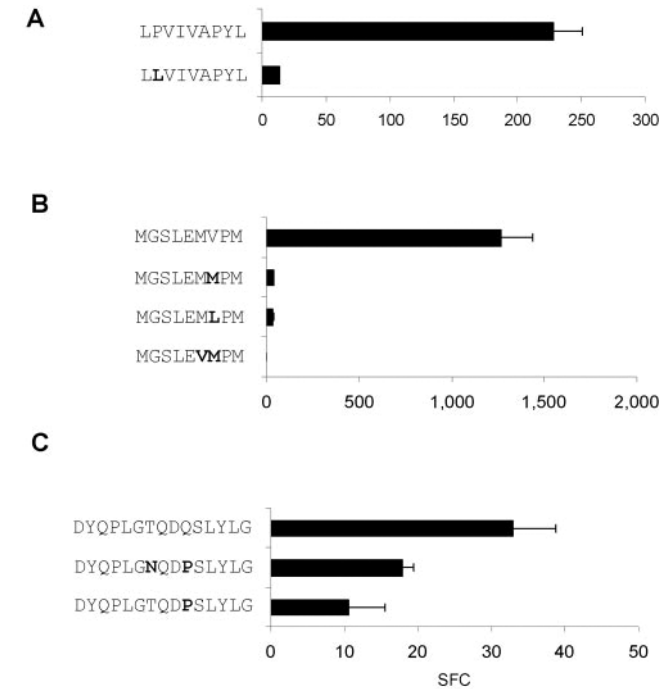 A
LPVIVAPYL
LLVIVAPYL
0 50 100 150 200 250 300
B
MGSLEMVPM
MGSLEMMPM
MGSLEMLPM
MGSLEVMPM
0 500 1,000 1,500 2,000
C
DYQPLGTQDQSLYLG
DYQPLGNQDPSLYLG
DYQPLGTQDPSLYLG
0 10 20 30 40 50
SFC